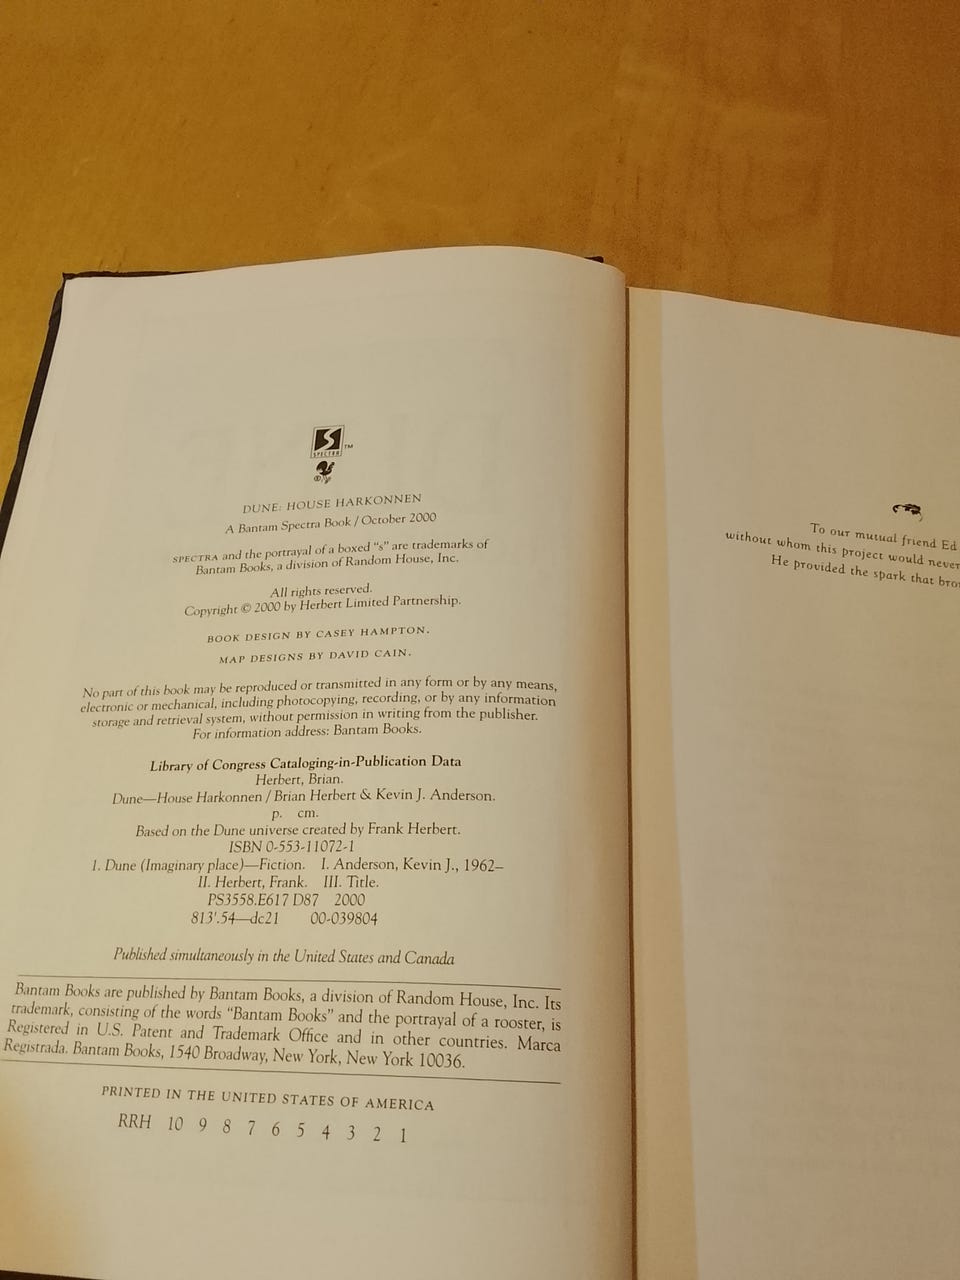 SPECTRA
TM
DUNE: HOUSE HARKONNEN
A Bantam Spectra Book / October 2000
SPECTRA and the portrayal of a boxed “s” are trademarks of
Bantam Books, a division of Random House, Inc.
All rights reserved.
Copyright © 2000 by Herbert Limited Partnership.
BOOK DESIGN BY CASEY HAMPTON.
MAP DESIGNS BY DAVID CAIN.
No part of this book may be reproduced or transmitted in any form or by any means,
electronic or mechanical, including photocopying, recording, or by any information
storage and retrieval system, without permission in writing from the publisher.
For information address: Bantam Books.
Library of Congress Cataloging-in-Publication Data
Herbert, Brian.
Dune—House Harkonnen / Brian Herbert & Kevin J. Anderson.
p. cm.
Based on the Dune universe created by Frank Herbert.
ISBN 0-553-11072-1
1. Dune (Imaginary place)—Fiction. I. Anderson, Kevin J., 1962–
II. Herbert, Frank. III. Title.
PS3558.E617 D87 2000
813'.54—dc21 00-039804
Published simultaneously in the United States and Canada
Bantam Books are published by Bantam Books, a division of Random House, Inc. Its
trademark, consisting of the words “Bantam Books” and the portrayal of a rooster, is
Registered in U.S. Patent and Trademark Office and in other countries. Marca
Registrada. Bantam Books, 1540 Broadway, New York, New York 10036.
PRINTED IN THE UNITED STATES OF AMERICA
RRH 10 9 8 7 6 5 4 3 2 1
To our mutual friend Ed
without whom this project would never
He provided the spark that